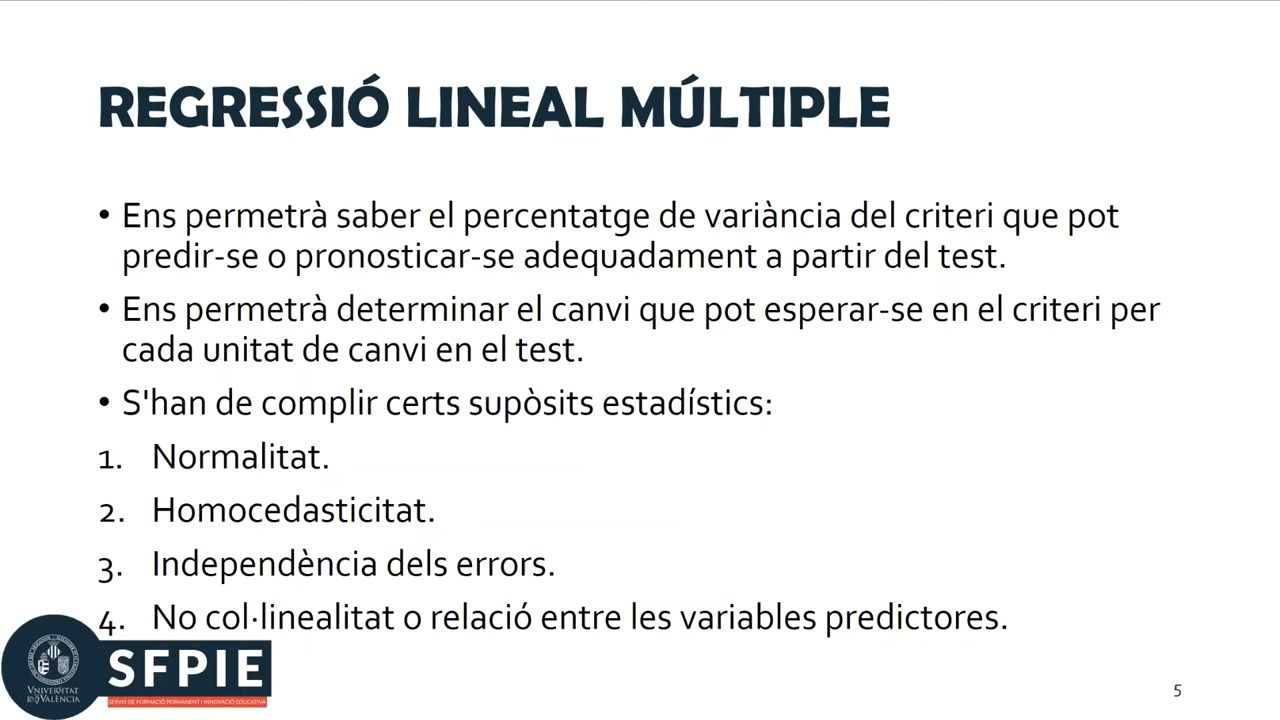 REGRESSIÓ LINEAL MÚLTIPLE
• Ens permetrà saber el percentatge de variància del criteri que pot
predir-se o pronosticar-se adequadament a partir del test.
• Ens permetrà determinar el canvi que pot esperar-se en el criteri per
cada unitat de canvi en el test.
• S'han de complir certs supòsits estadístics:
1. Normalitat.
2. Homocedasticitat.
3. Independència dels errors.
4. No col·linealitat o relació entre les variables predictores.
SFPIE
VNIVERSITAT
ID VALÈNCIA
SERVEI DE FORMACIÓ PERMANENT I INNOVACIÓ EDUCATIVA
5